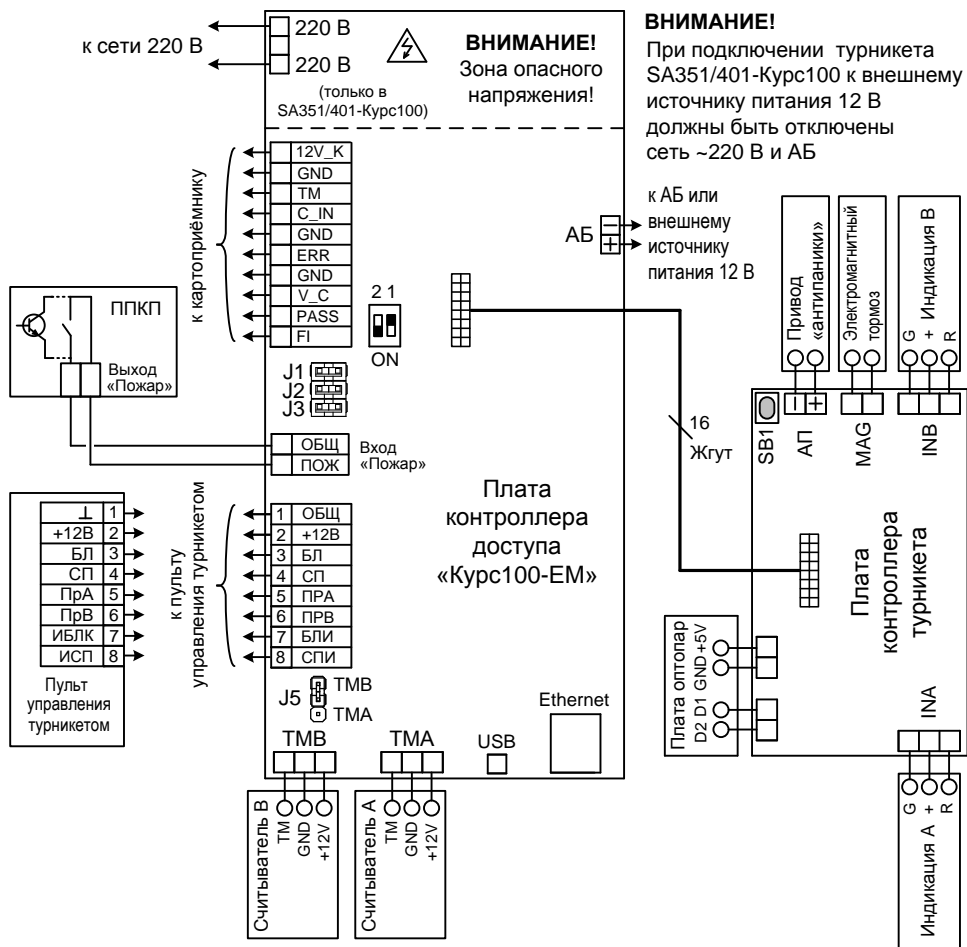 к сети 220 В
220 В
220 В
(только в
SA351/401-Курс100)
ВНИМАНИЕ!
Зона опасного
напряжения!
ВНИМАНИЕ!
При подключении турникета
SA351/401-Курс100 к внешнему
источнику питания 12 В
должны быть отключены
сеть ~220 В и АБ
к картоприёмнику
12V_K
GND
TM
C_IN
GND
ERR
GND
V_C
PASS
FI
2 1
ON
АБ
–
+
к АБ или
внешнему
источнику
питания 12 В
ППКП
Выход
«Пожар»
J1
J2
J3
ОБЩ
ПОЖ
Вход
«Пожар»
16
Жгут
Привод
«антипаники»
Электромагнитный
тормоз
G
+
R
Индикация В
SB1
–
+
АП
MAG
INB
⊥ 1
+12В 2
БЛ 3
СП 4
ПрА 5
ПрВ 6
ИБЛК 7
ИСП 8
Пульт
управления
турникетом
к пульту
управления турникетом
1 ОБЩ
2 +12В
3 БЛ
4 СП
5 ПРА
6 ПРВ
7 БЛИ
8 СПИ
Плата
контроллера
доступа
«Курс100-ЕМ»
Плата
контроллера
турникета
Плата оптопар
D2 D1 GND +5V
INA
J5
TMB
TMA
TMB
TMA
USB
Ethernet
Считыватель В
TM
GND
+12V
Считыватель А
TM
GND
+12V
G
+
R
Индикация А